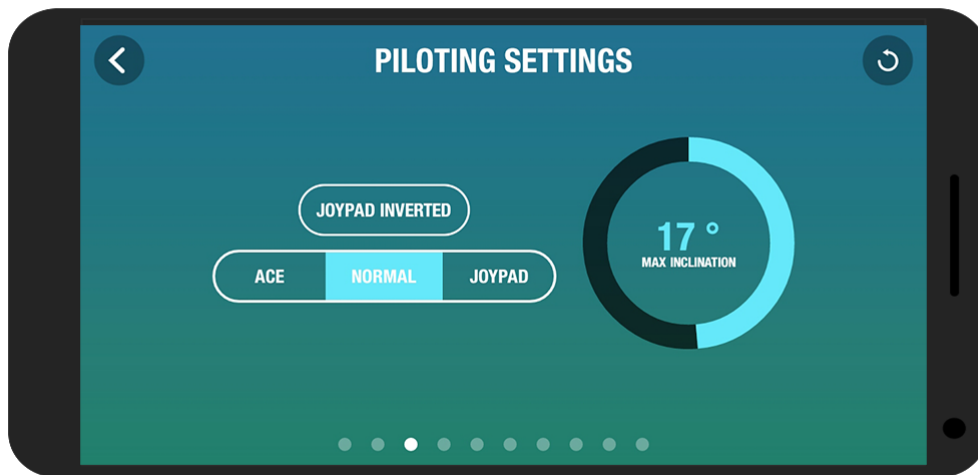 PILOTING SETTINGS
JOYPAD INVERTED
ACE
NORMAL
JOYPAD
17 °
MAX INCLINATION